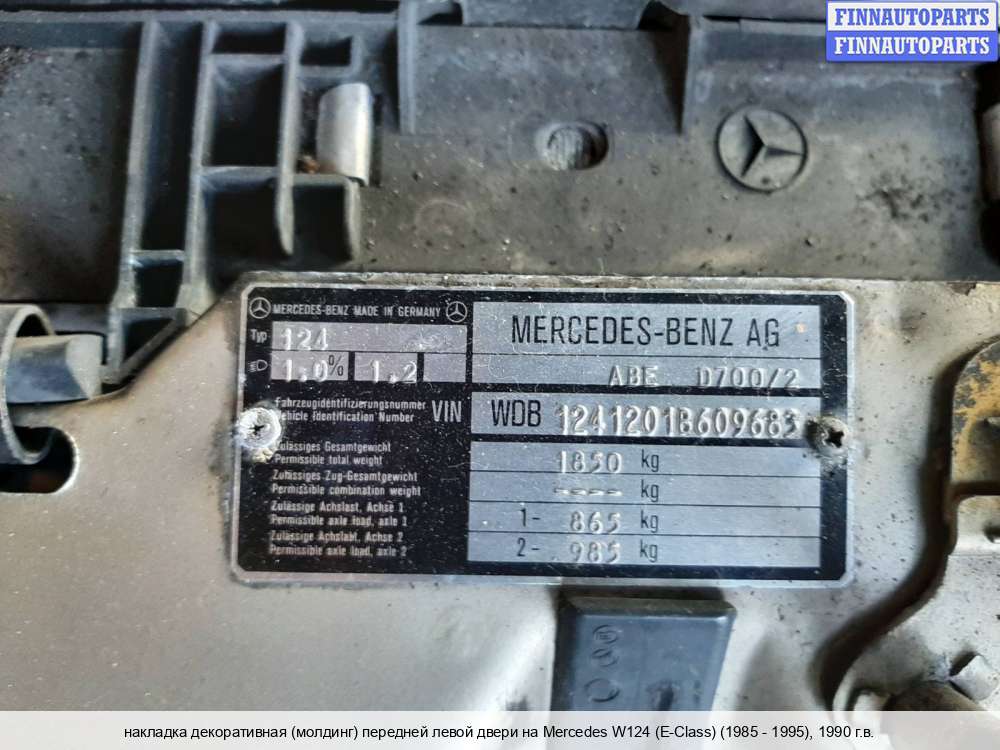 FINNAUTOPARTS
FINNAUTOPARTS
MERCEDES-BENZ MADE IN GERMANY
MERCEDES-BENZ AG
Typ 124
1.0% 1.2
ABE D700/2
Fahrzeugidentifizierungsnummer
Vehicle Identification Number
VIN WDB 1241201B609683
Zulässiges Gesamtgewicht
Permissible total weight
1850 kg
Zulässiges Zug-Gesamtgewicht
Permissible combination weight
---- kg
Zulässige Achslast, Achse 1
Permissible axle load, axle 1
1- 865 kg
Zulässige Achslabt, Achse 2
Permissible axle load, axle 2
2- 985 kg
накладка декоративная (молдинг) передней левой двери на Mercedes W124 (E-Class) (1985 - 1995), 1990 г.в.